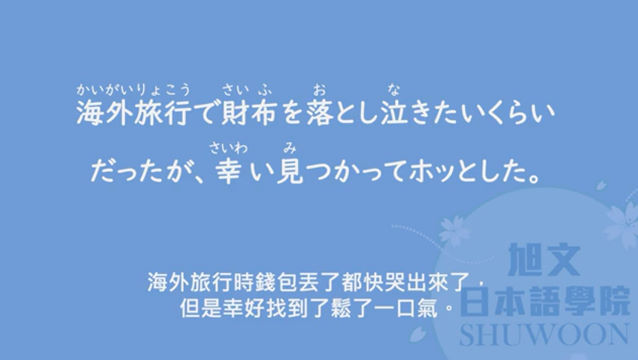 かいがいりょこう さいふ お な
海外旅行で財布を落とし泣きたいくらい
さいわ み
だったが、幸い見つかってホッとした。
海外旅行時錢包丟了都快哭出來了，
但是幸好找到了鬆了一口氣。
旭文
日本語學院
SHUWOON